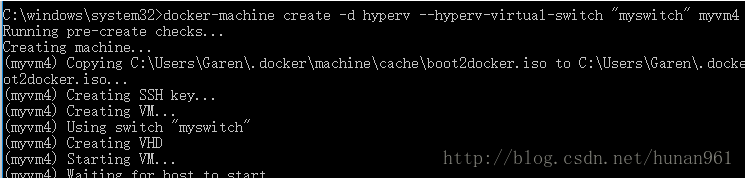 C:\windows\system32>docker-machine create -d hyperv --hyperv-virtual-switch "myswitch" myvm4
Running pre-create checks...
Creating machine...
(myvm4) Copying C:\Users\Garen\.docker\machine\cache\boot2docker.iso to C:\Users\Garen\.docke
ot2docker.iso...
(myvm4) Creating SSH key...
(myvm4) Creating VM...
(myvm4) Using switch "myswitch"
(myvm4) Creating VHD
(myvm4) Starting VM...
(myvm4) Waiting for host to start
http://blog.csdn.net/hunan961